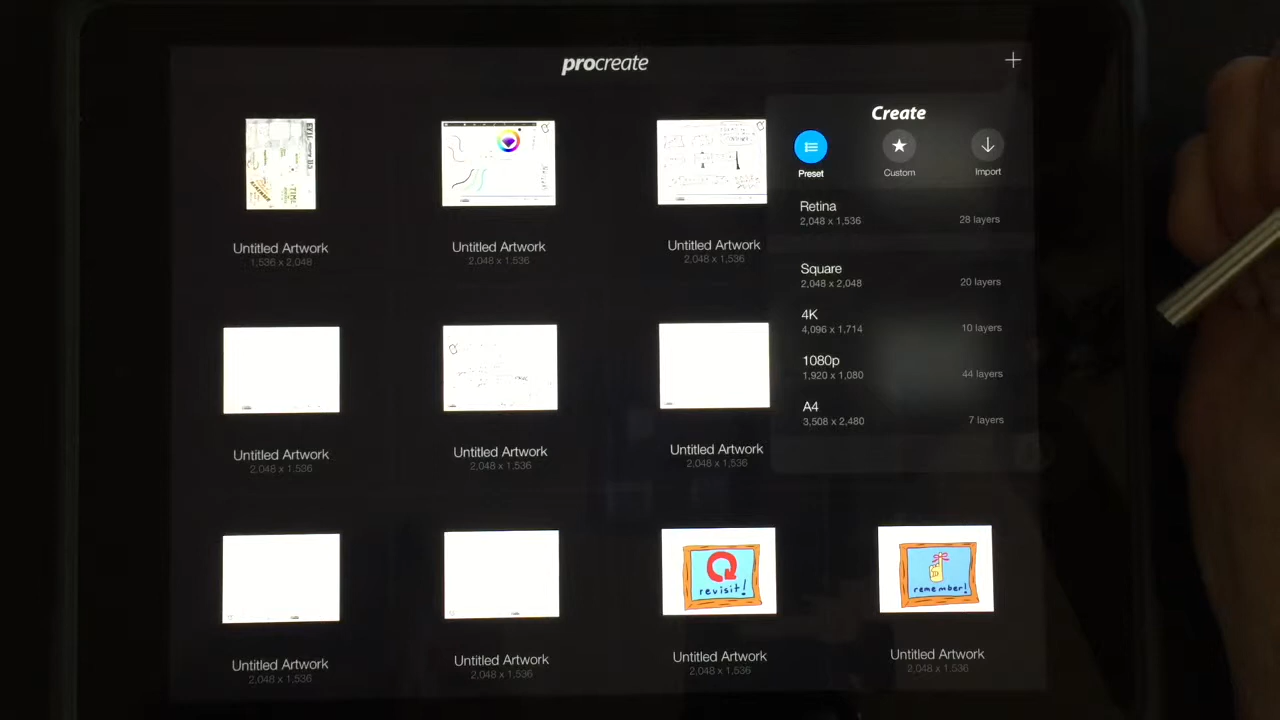 procreate
+
Create
Preset
Custom
Import
Retina
2,048 x 1,536
28 layers
Square
2,048 x 2,048
20 layers
4K
4,096 x 1,714
10 layers
1080p
1,920 x 1,080
44 layers
A4
3,508 x 2,480
7 layers
Untitled Artwork
1,536 x 2,048
Untitled Artwork
2,048 x 1,536
Untitled Artwork
2,048 x 1,536
Untitled Artwork
2,048 x 1,536
Untitled Artwork
2,048 x 1,536
Untitled Artwork
2,048 x 1,536
revisit!
remember!
Untitled Artwork
2,048 x 1,536
Untitled Artwork
2,048 x 1,536
Untitled Artwork
2,048 x 1,536
Untitled Artwork
2,048 x 1,536